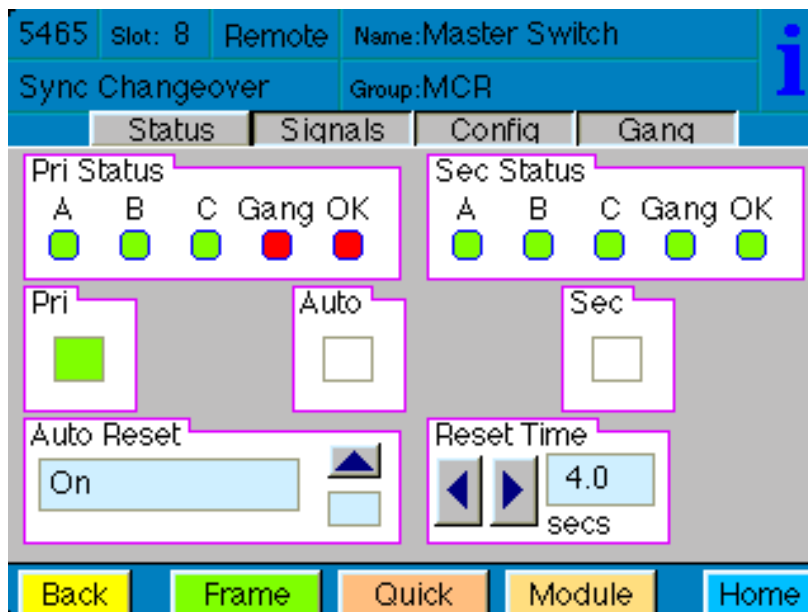 5465 Slot: 8 Remote Name:Master Switch
Sync Changeover Group:MCR
i
Status Signals Config Gang
Pri Status Sec Status
A B C Gang OK A B C Gang OK
Pri Auto Sec
Auto Reset Reset Time
On 4.0
secs
Back Frame Quick Module Home